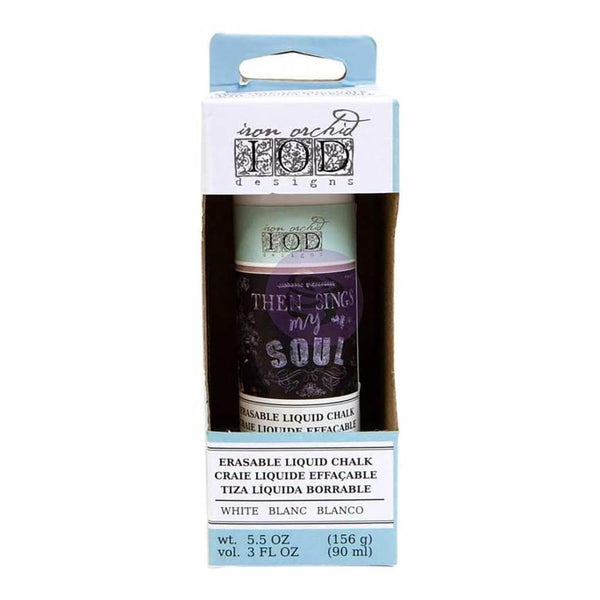 iron orchid
IOD
designs
iron orchid
IOD
designs
THEN SINGS
my
SOUL
ERASABLE LIQUID CHALK
CRAIE LIQUIDE EFFAÇABLE
ERASABLE LIQUID CHALK
CRAIE LIQUIDE EFFAÇABLE
TIZA LÍQUIDA BORRABLE
WHITE BLANC BLANCO
wt. 5.5 OZ (156 g)
vol. 3 FL OZ (90 ml)